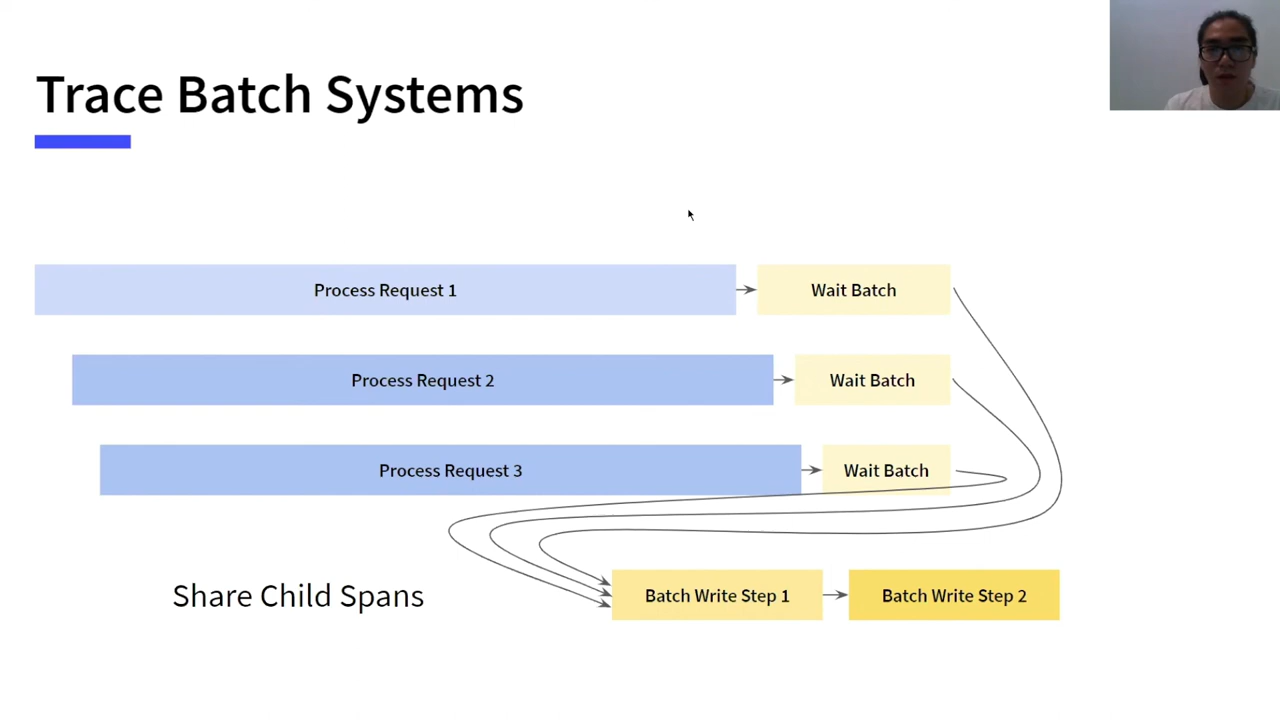 Trace Batch Systems
Process Request 1
Wait Batch
Process Request 2
Wait Batch
Process Request 3
Wait Batch
Share Child Spans
Batch Write Step 1
Batch Write Step 2